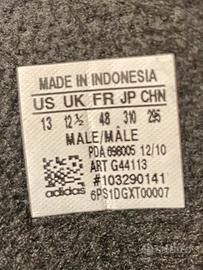 MADE IN INDONESIA
US UK FR JP CHN
13 12½ 48 310 295
MALE/MÂLE
PDA 698005 12/10
ART G44113
#103290141
adidas 6PS1DGXT00007